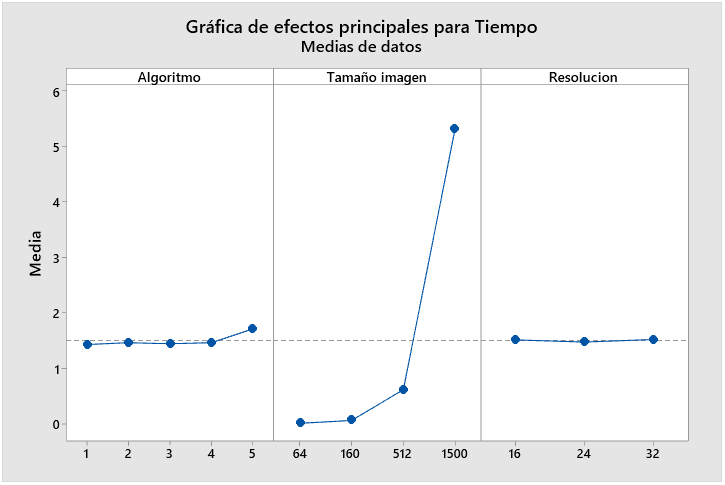 Gráfica de efectos principales para Tiempo
Medias de datos
Algoritmo Tamaño imagen Resolucion
6
5
4
3
2
1
0
Media
1 2 3 4 5 64 160 512 1500 16 24 32